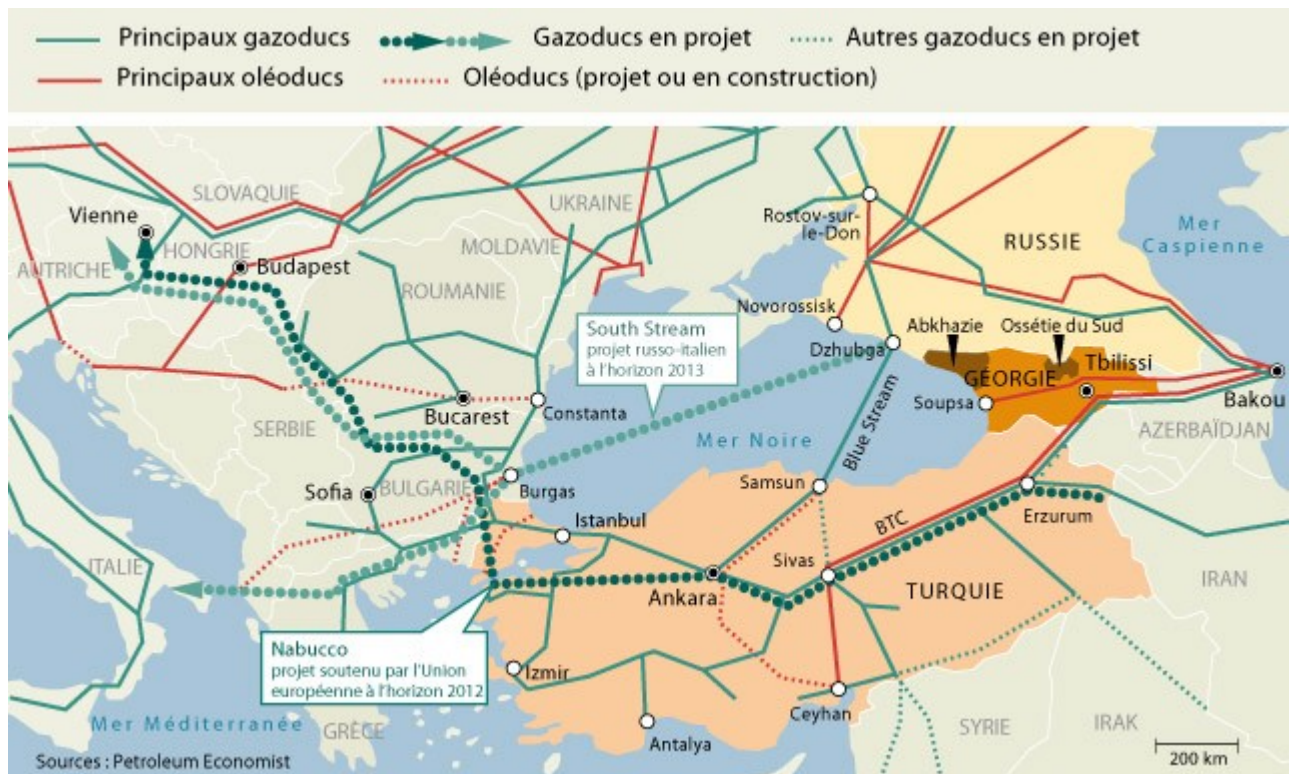 Principaux gazoducs
Gazoducs en projet
Autres gazoducs en projet
Principaux oléoducs
Oléoducs (projet ou en construction)
SLOVAQUIE
UKRAINE
Vienne
Rostov-sur-
le-Don
Mer
Caspienne
RUSSIE
HONGRIE
MOLDAVIE
AUTRICHE
Budapest
ROUMANIE
Novorossisk
South Stream
projet russo-italien
à l'horizon 2013
Abkhazie
Ossétie du Sud
Dzhubga
Tbilissi
GÉORGIE
Bakou
Soupsa
Bucarest
Constanta
SERBIE
AZERBAÏDJAN
Mer Noire
Blue Stream
Sofia
BULGARIE
Burgas
Samsun
Erzurum
Istanbul
BTC
ITALIE
Sivas
IRAN
Ankara
TURQUIE
Nabucco
projet soutenu par l'Union
européenne à l'horizon 2012
Izmir
Ceyhan
Mer Méditerranée
GRÈCE
SYRIE
IRAK
Antalya
200 km
Sources : Petroleum Economist